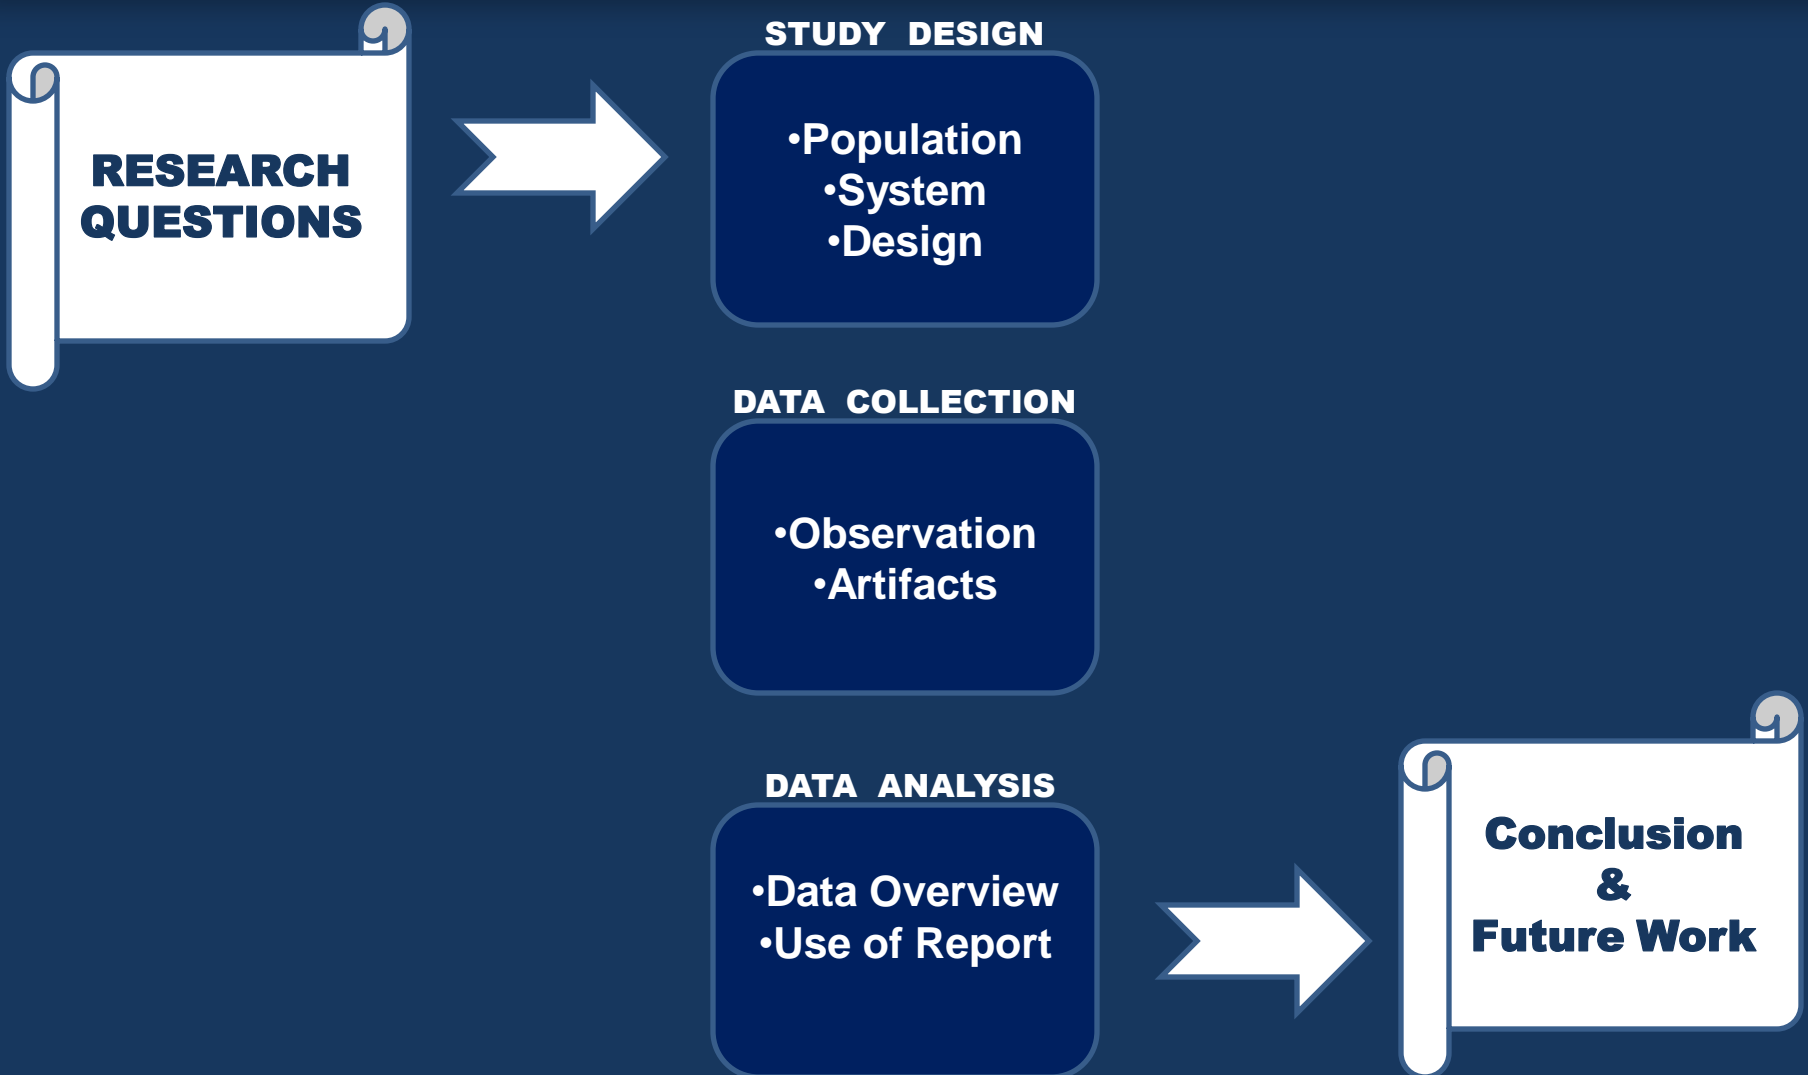 RESEARCH
QUESTIONS
STUDY DESIGN
•Population
•System
•Design
DATA COLLECTION
•Observation
•Artifacts
DATA ANALYSIS
•Data Overview
•Use of Report
Conclusion
&
Future Work